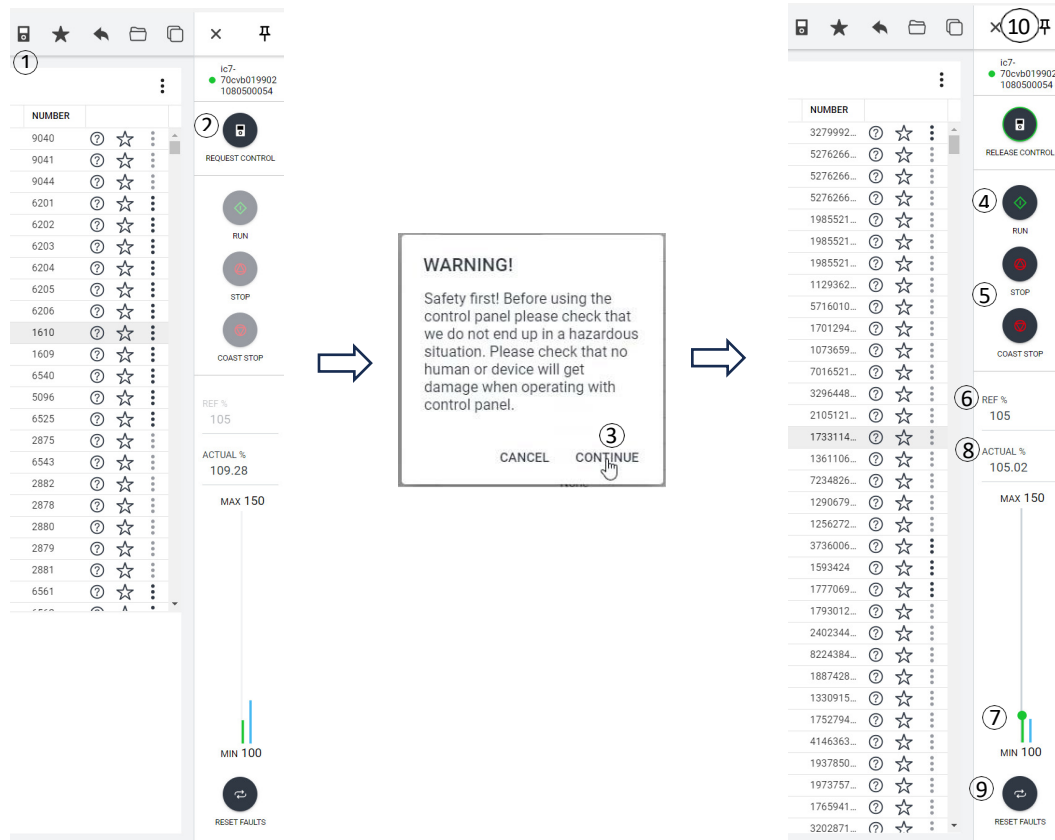 1
ic7-
70cvb019902
1080500054
NUMBER
2
REQUEST CONTROL
9040
9041
9044
6201
6202
6203
6204
6205
6206
1610
1609
6540
5096
6525
2875
6543
2882
2878
2880
2879
2881
6561
RUN
STOP
COAST STOP
REF %
105
ACTUAL %
109.28
MAX 150
MIN 100
RESET FAULTS
WARNING!
Safety first! Before using the
control panel please check that
we do not end up in a hazardous
situation. Please check that no
human or device will get
damage when operating with
control panel.
3
CANCEL CONTINUE
10
ic7-
70cvb019902
1080500054
NUMBER
3279992...
5276266...
5276266...
5276266...
1985521...
1985521...
1985521...
1129362...
5716010...
1701294...
1073659...
7016521...
3296448...
2105121...
1733114...
1361106...
7234826...
1290679...
1256272...
3736006...
1593424
1777069...
1793012...
2402344...
8224384...
1887428...
1330915...
1752794...
4146363...
1937850...
1973757...
1765941...
3202871...
RELEASE CONTROL
4
RUN
5
STOP
COAST STOP
6 REF %
105
8 ACTUAL %
105.02
MAX 150
7
MIN 100
9
RESET FAULTS